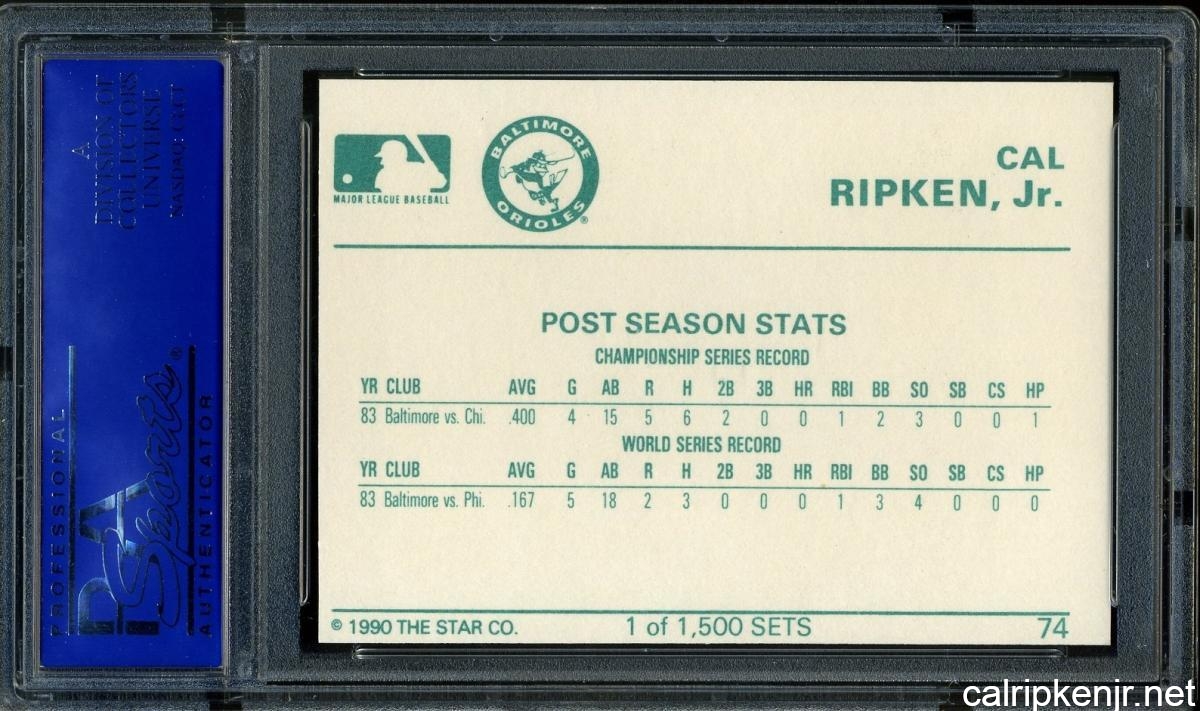 A
DIVISION OF
COLLECTORS
UNIVERSE
NASDAQ: CLCT
PROFESSIONAL
PSA
Sports®
AUTHENTICATOR
MAJOR LEAGUE BASEBALL
BALTIMORE
ORIOLES
®
CAL
RIPKEN, Jr.
POST SEASON STATS
CHAMPIONSHIP SERIES RECORD
YR CLUB AVG G AB R H 2B 3B HR RBI BB SO SB CS HP
83 Baltimore vs. Chi. .400 4 15 5 6 2 0 0 1 2 3 0 0 1
WORLD SERIES RECORD
YR CLUB AVG G AB R H 2B 3B HR RBI BB SO SB CS HP
83 Baltimore vs. Phi. .167 5 18 2 3 0 0 0 1 3 4 0 0 0
© 1990 THE STAR CO. 1 of 1,500 SETS 74
calripkenjr.net